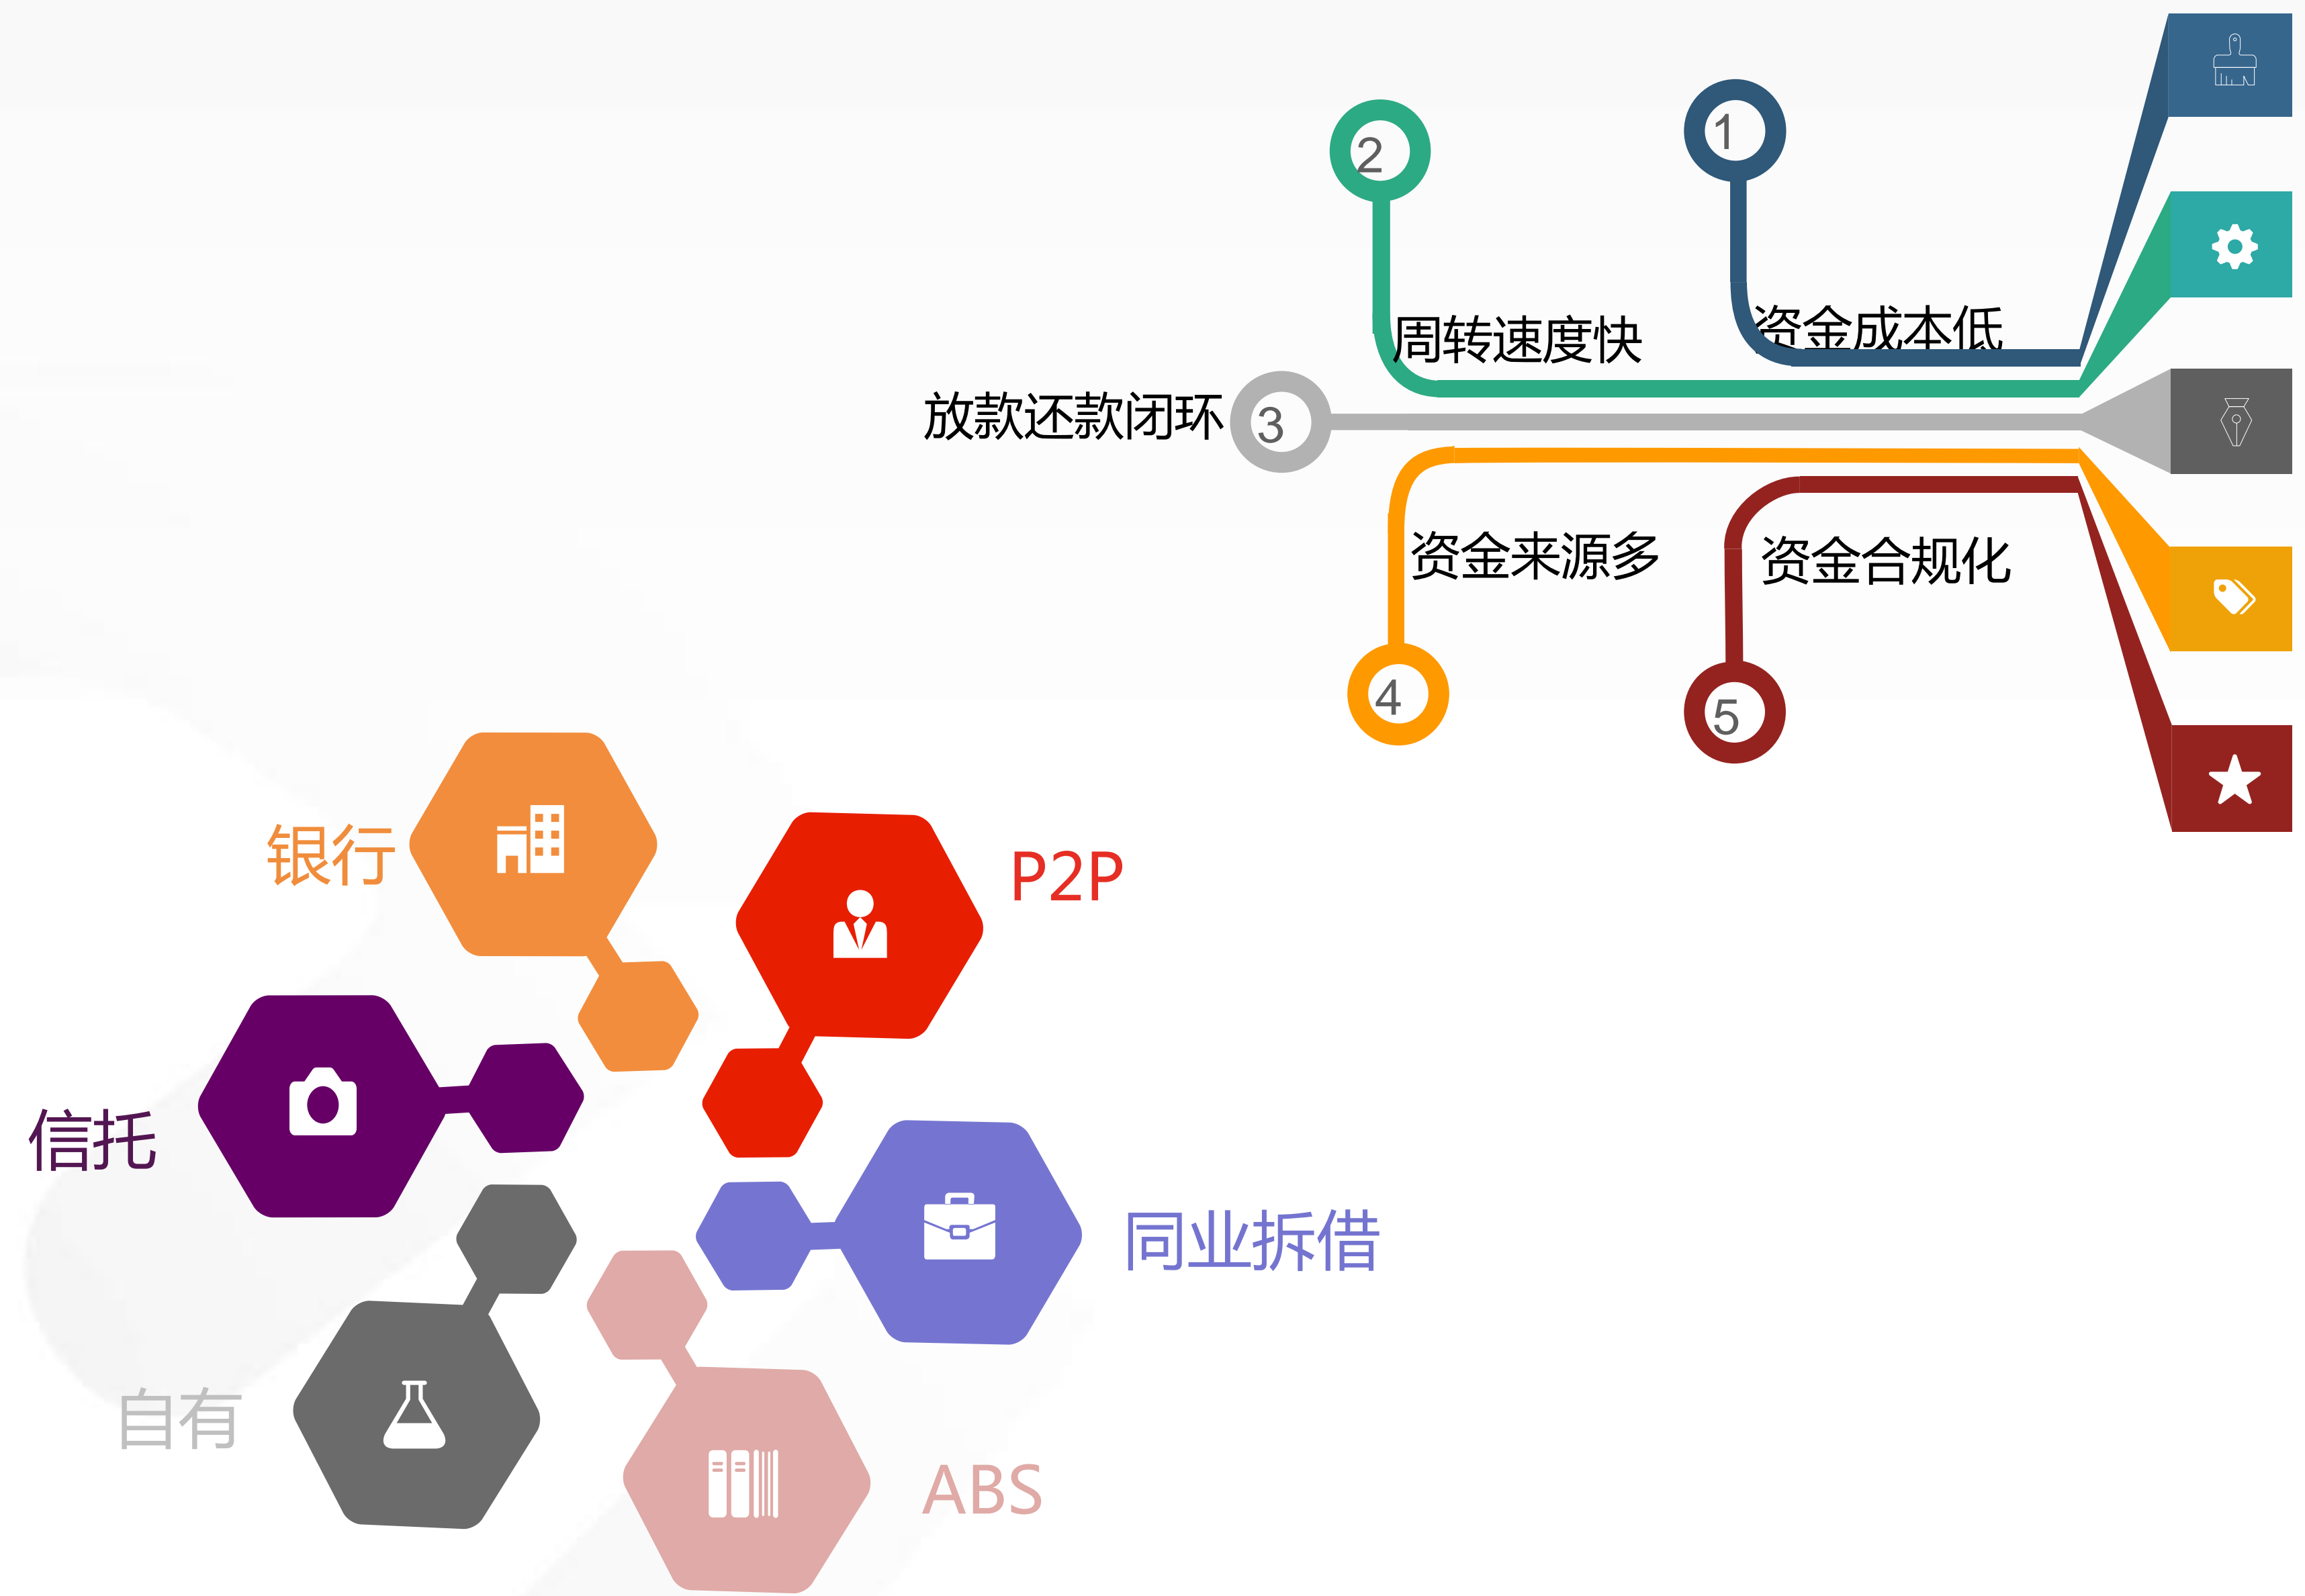 1
资金成本低
2
周转速度快
放款还款闭环
3
资金来源多
4
资金合规化
5
银行
P2P
信托
同业拆借
自有
ABS